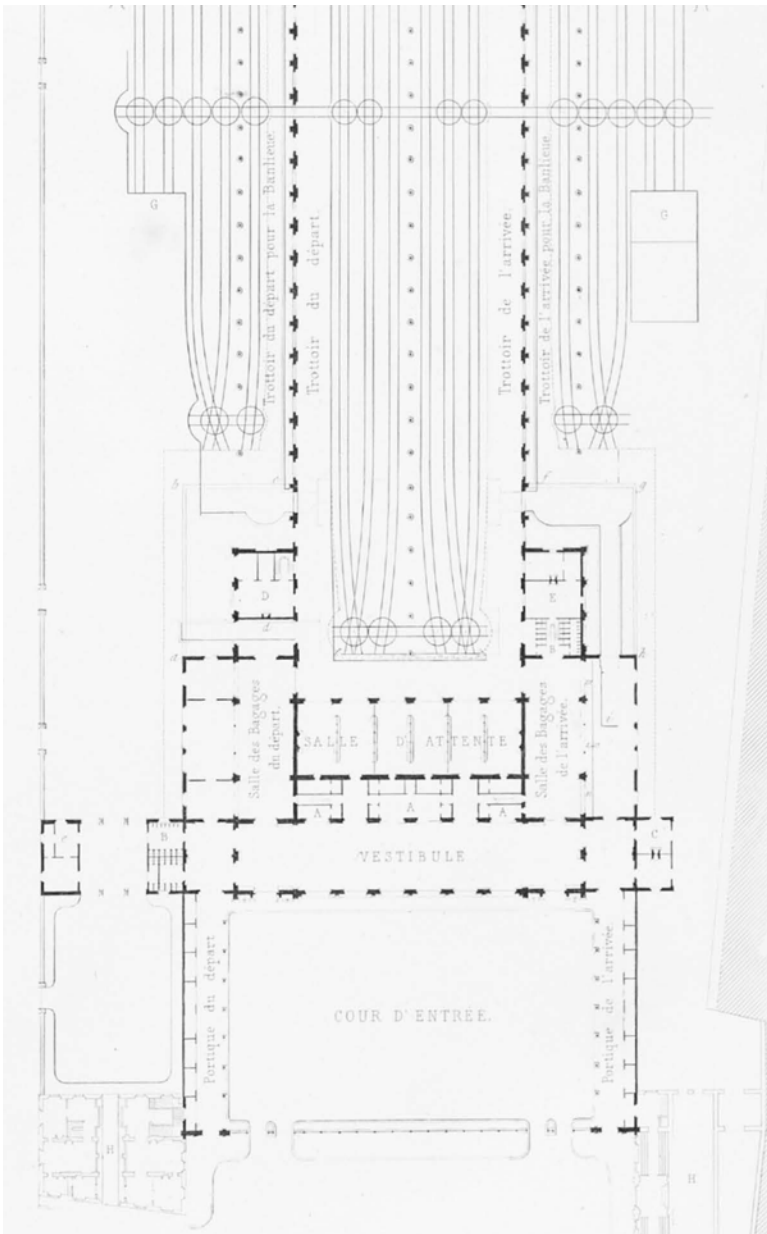 G
G
Trottoir du départ pour la Banlieue.
Trottoir du départ.
Trottoir de l'arrivée.
Trottoir de l'arrivée pour la Banlieue.
b
c
f
g
D
E
d
B
a
h
Salle des Bagages
du départ.
SALLE D'ATTENTE
Salle des Bagages
de l'arrivée.
A
A
A
B
C
VESTIBULE
Portique du départ
COUR D'ENTRÉE.
Portique de l'arrivée.
H
H